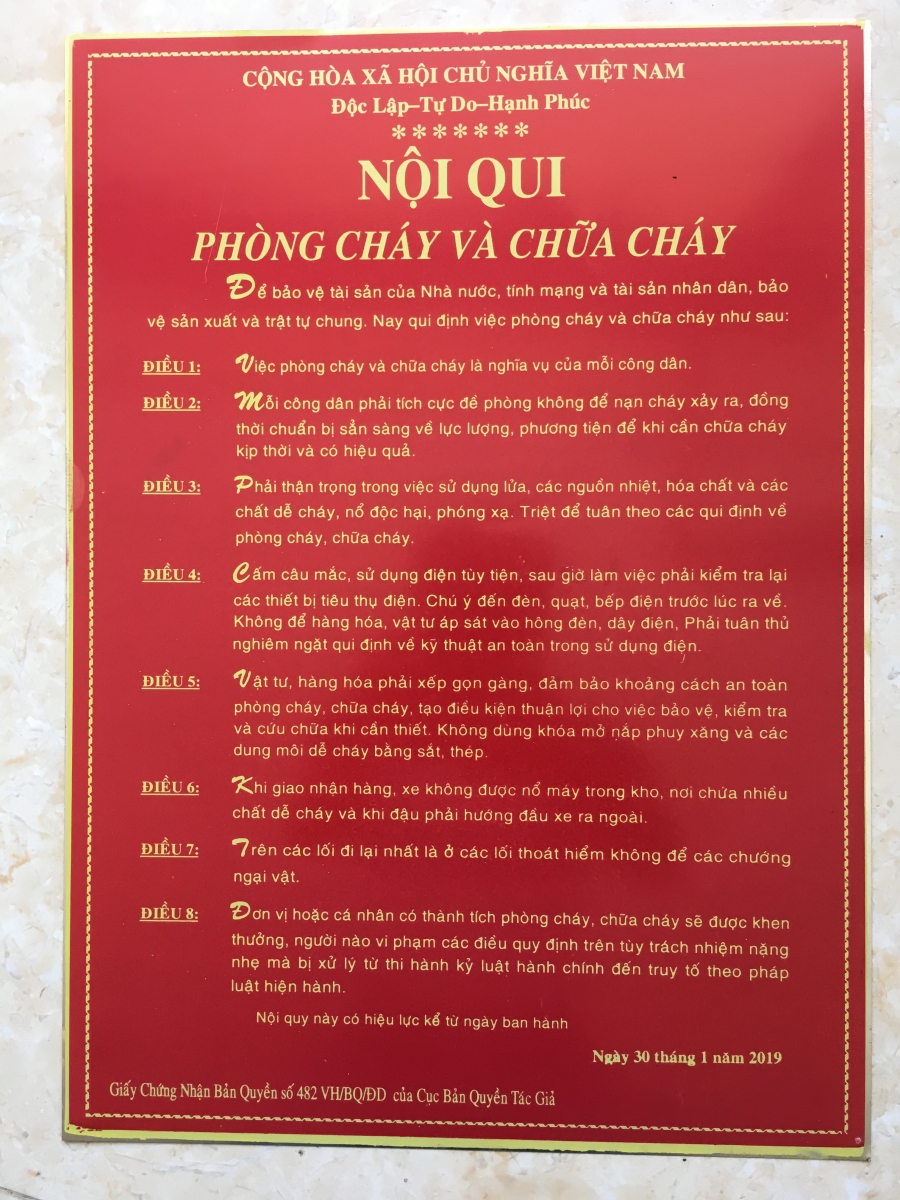 CỘNG HÒA XÃ HỘI CHỦ NGHĨA VIỆT NAM
Độc Lập–Tự Do–Hạnh Phúc
*******
NỘI QUI
PHÒNG CHÁY VÀ CHỮA CHÁY
Để bảo vệ tài sản của Nhà nước, tính mạng và tài sản nhân dân, bảo
vệ sản xuất và trật tự chung. Nay qui định việc phòng cháy và chữa cháy như sau:
ĐIỀU 1: Việc phòng cháy và chữa cháy là nghĩa vụ của mỗi công dân.
ĐIỀU 2: Mỗi công dân phải tích cực đề phòng không để nạn cháy xảy ra, đồng
thời chuẩn bị sẳn sàng về lực lượng, phương tiện để khi cần chữa cháy
kịp thời và có hiệu quả.
ĐIỀU 3: Phải thận trọng trong việc sử dụng lửa, các nguồn nhiệt, hóa chất và các
chất dễ cháy, nổ độc hại, phóng xạ. Triệt để tuân theo các qui định về
phòng cháy, chữa cháy.
ĐIỀU 4: Cấm câu mắc, sử dụng điện tùy tiện, sau giờ làm việc phải kiểm tra lại
các thiết bị tiêu thụ điện. Chú ý đến đèn, quạt, bếp điện trước lúc ra về.
Không để hàng hóa, vật tư áp sát vào hông đèn, dây điện, Phải tuân thủ
nghiêm ngặt qui định về kỹ thuật an toàn trong sử dụng điện.
ĐIỀU 5: Vật tư, hàng hóa phải xếp gọn gàng, đảm bảo khoảng cách an toàn
phòng cháy, chữa cháy, tạo điều kiện thuận lợi cho việc bảo vệ, kiểm tra
và cứu chữa khi cần thiết. Không dùng khóa mở nắp phuy xăng và các
dung môi dễ cháy bằng sắt, thép.
ĐIỀU 6: Khi giao nhận hàng, xe không được nổ máy trong kho, nơi chứa nhiều
chất dễ cháy và khi đậu phải hướng đầu xe ra ngoài.
ĐIỀU 7: Trên các lối đi lại nhất là ở các lối thoát hiểm không để các chướng
ngại vật.
ĐIỀU 8: Đơn vị hoặc cá nhân có thành tích phòng cháy, chữa cháy sẽ được khen
thưởng, người nào vi phạm các điều quy định trên tùy trách nhiệm nặng
nhẹ mà bị xử lý từ thi hành kỷ luật hành chính đến truy tố theo pháp
luật hiện hành.
Nội quy này có hiệu lực kể từ ngày ban hành
Ngày 30 tháng 1 năm 2019
Giấy Chứng Nhận Bản Quyền số 482 VH/BQ/ĐD của Cục Bản Quyền Tác Giả